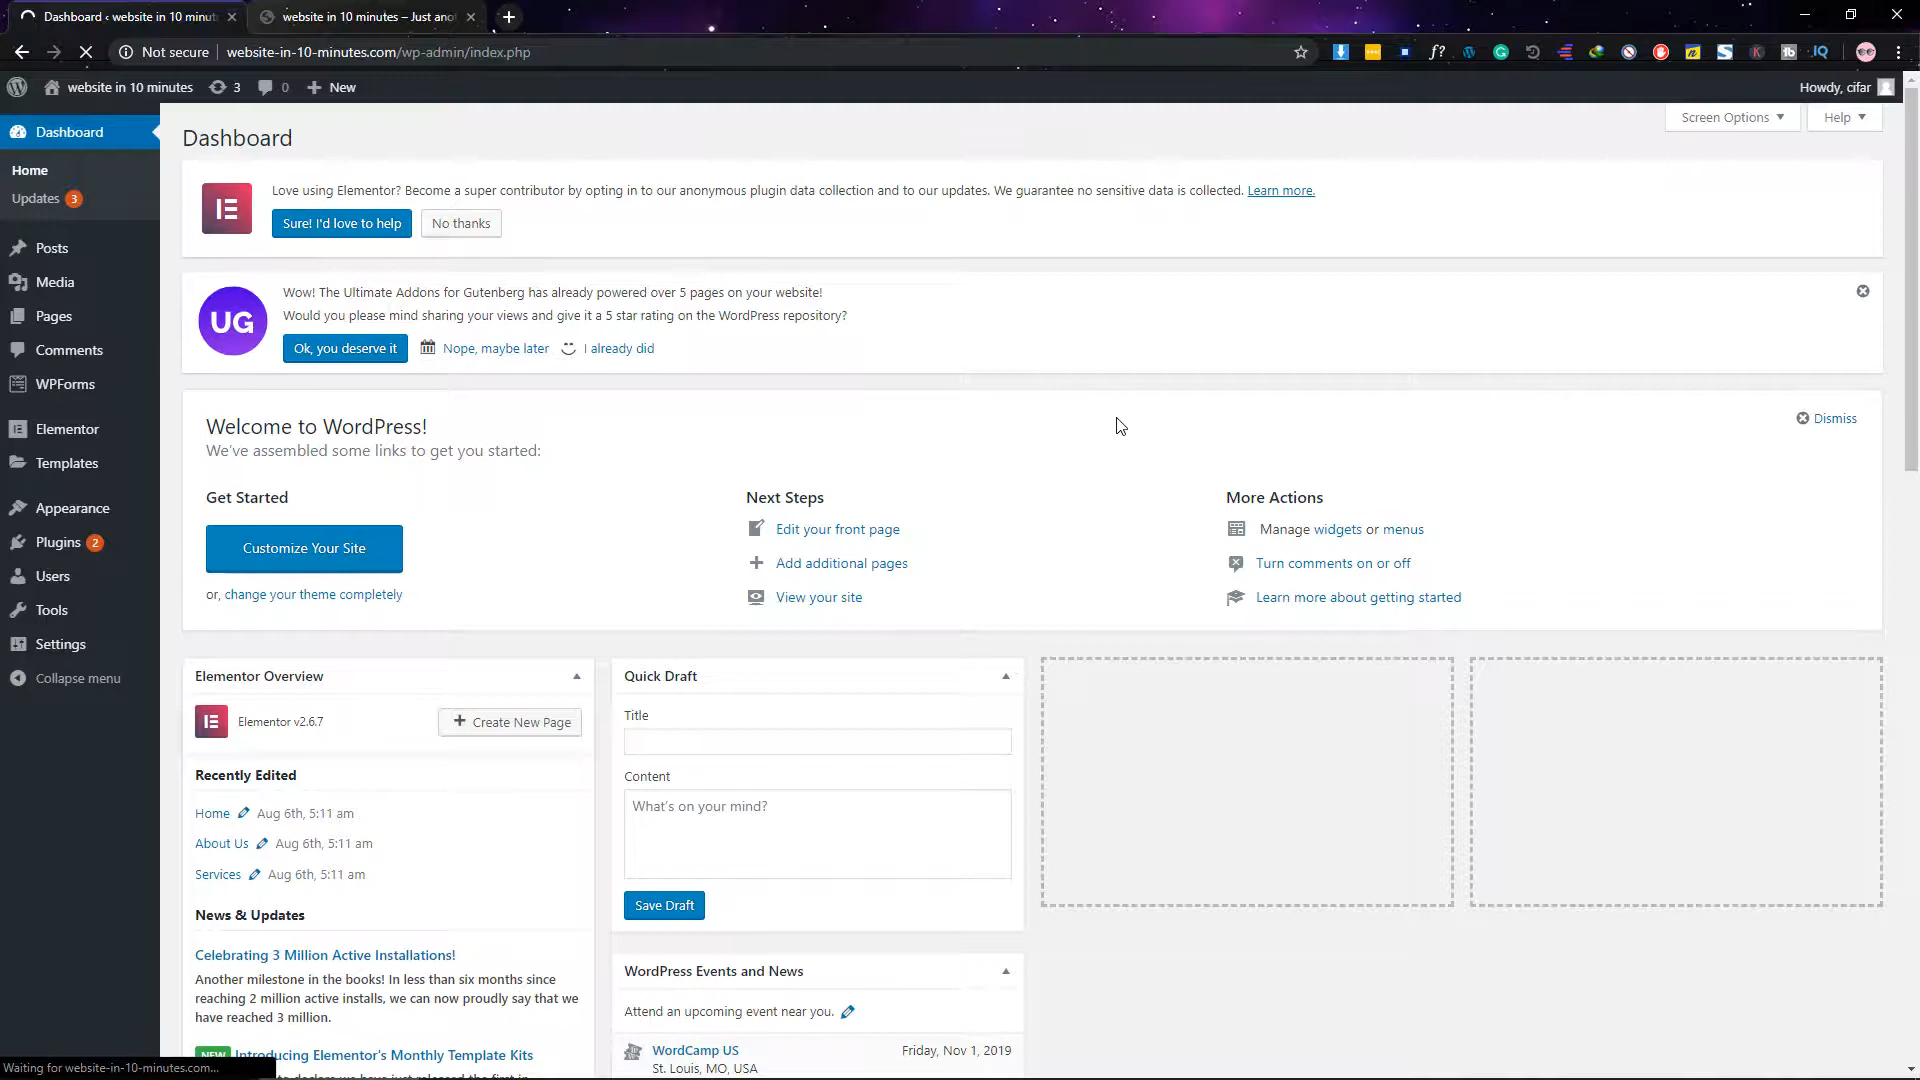 Dashboard ‹ website in 10 minut
website in 10 minutes – Just ano
Not secure
website-in-10-minutes.com/wp-admin/index.php
f?
IQ
website in 10 minutes
3
0
New
Howdy, cifar
Dashboard
Home
Updates 3
Posts
Media
Pages
Comments
WPForms
Elementor
Templates
Appearance
Plugins 2
Users
Tools
Settings
Collapse menu
Screen Options
Help
Dashboard
Love using Elementor? Become a super contributor by opting in to our anonymous plugin data collection and to our updates. We guarantee no sensitive data is collected. Learn more.
Sure! I'd love to help
No thanks
UG
Wow! The Ultimate Addons for Gutenberg has already powered over 5 pages on your website!
Would you please mind sharing your views and give it a 5 star rating on the WordPress repository?
Ok, you deserve it
Nope, maybe later
I already did
Welcome to WordPress!
We've assembled some links to get you started:
Dismiss
Get Started
Customize Your Site
or, change your theme completely
Next Steps
Edit your front page
Add additional pages
View your site
More Actions
Manage widgets or menus
Turn comments on or off
Learn more about getting started
Elementor Overview
Elementor v2.6.7
Create New Page
Recently Edited
Home Aug 6th, 5:11 am
About Us Aug 6th, 5:11 am
Services Aug 6th, 5:11 am
News & Updates
Celebrating 3 Million Active Installations!
Another milestone in the books! In less than six months since
reaching 2 million active installs, we can now proudly say that we
have reached 3 million.
NEW Introducing Elementor's Monthly Template Kits
Quick Draft
Title
Content
What's on your mind?
Save Draft
WordPress Events and News
Attend an upcoming event near you.
WordCamp US
Friday, Nov 1, 2019
St. Louis, MO, USA
Waiting for website-in-10-minutes.com...